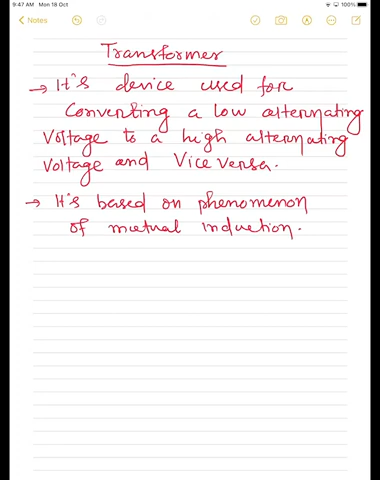 9:47 AM Mon 18 Oct
100%
Notes
Transformer
→ It's device used for
Converting a low alternating
Voltage to a high alternating
Voltage and Vice versa.
→ It's based on phenomenon
of mutual induction.